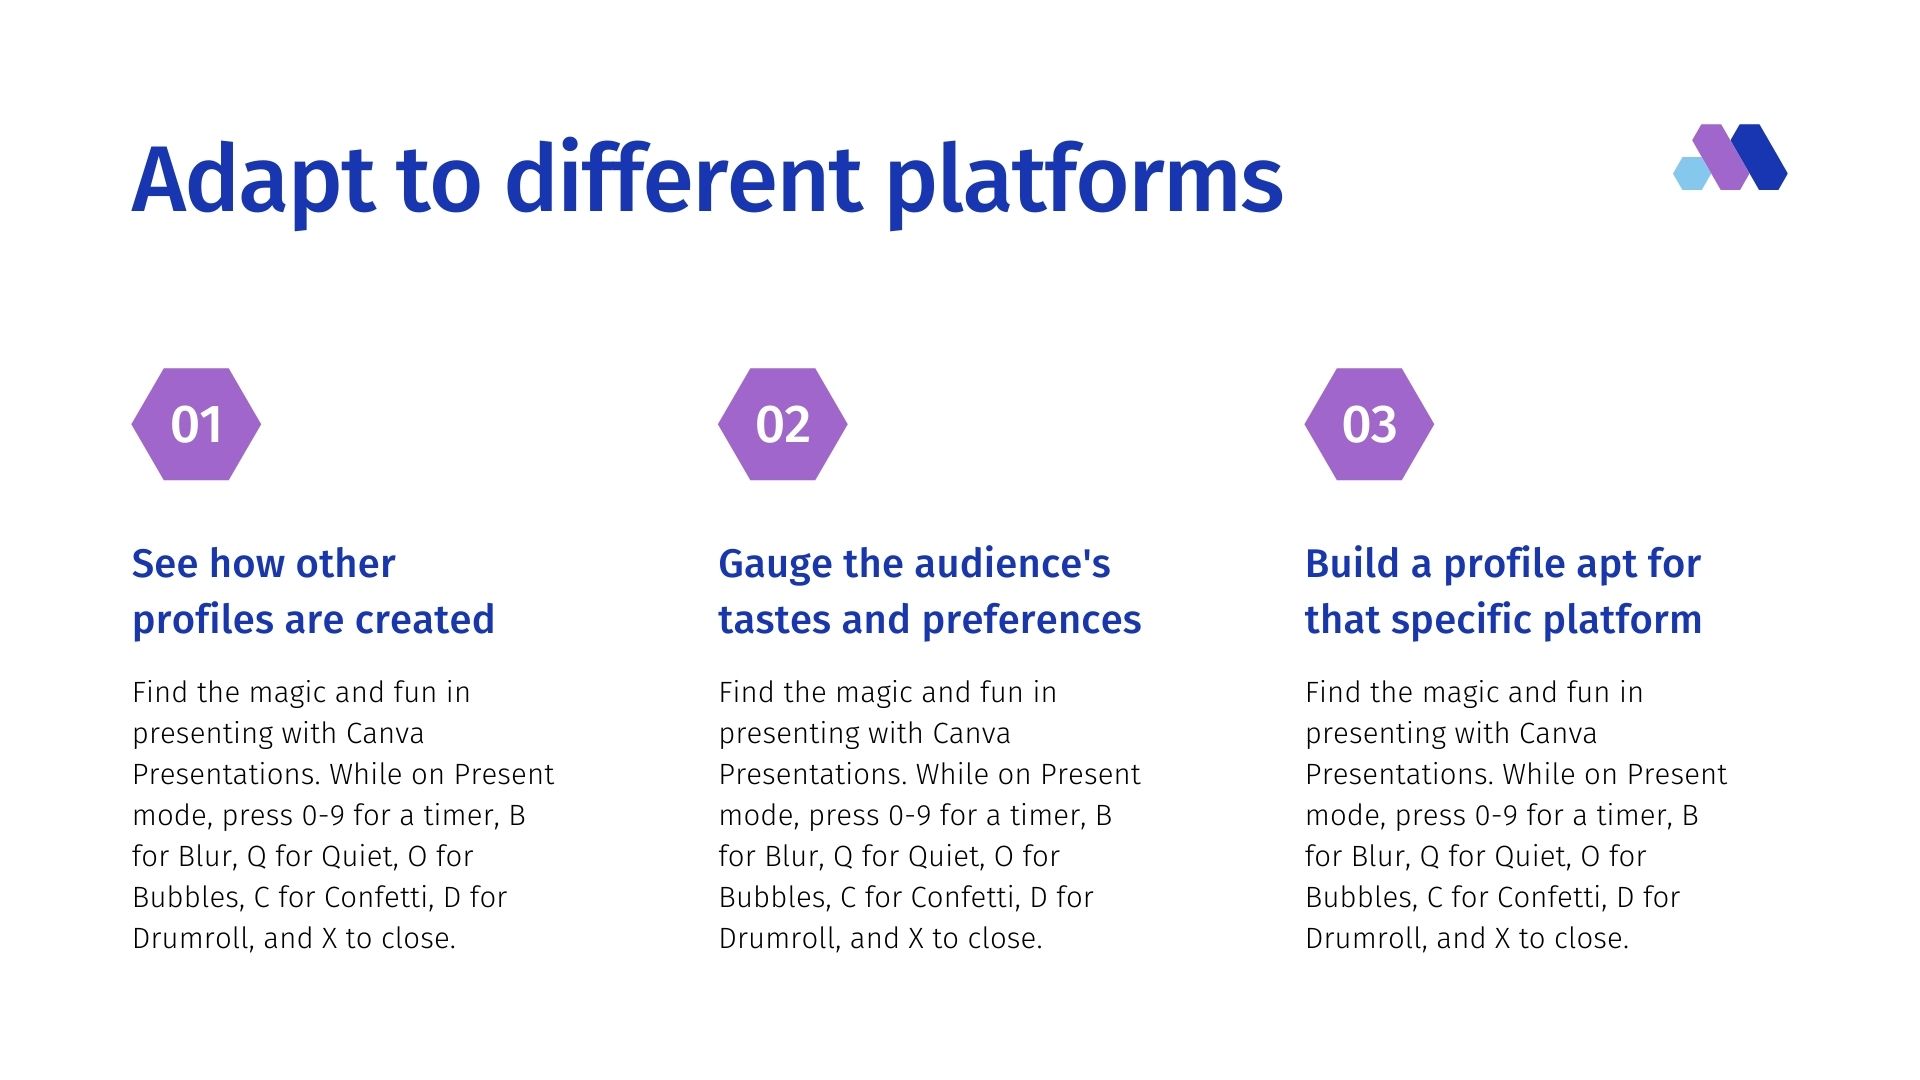 Adapt to different platforms
01
See how other
profiles are created
Find the magic and fun in
presenting with Canva
Presentations. While on Present
mode, press 0-9 for a timer, B
for Blur, Q for Quiet, O for
Bubbles, C for Confetti, D for
Drumroll, and X to close.
02
Gauge the audience's
tastes and preferences
Find the magic and fun in
presenting with Canva
Presentations. While on Present
mode, press 0-9 for a timer, B
for Blur, Q for Quiet, O for
Bubbles, C for Confetti, D for
Drumroll, and X to close.
03
Build a profile apt for
that specific platform
Find the magic and fun in
presenting with Canva
Presentations. While on Present
mode, press 0-9 for a timer, B
for Blur, Q for Quiet, O for
Bubbles, C for Confetti, D for
Drumroll, and X to close.